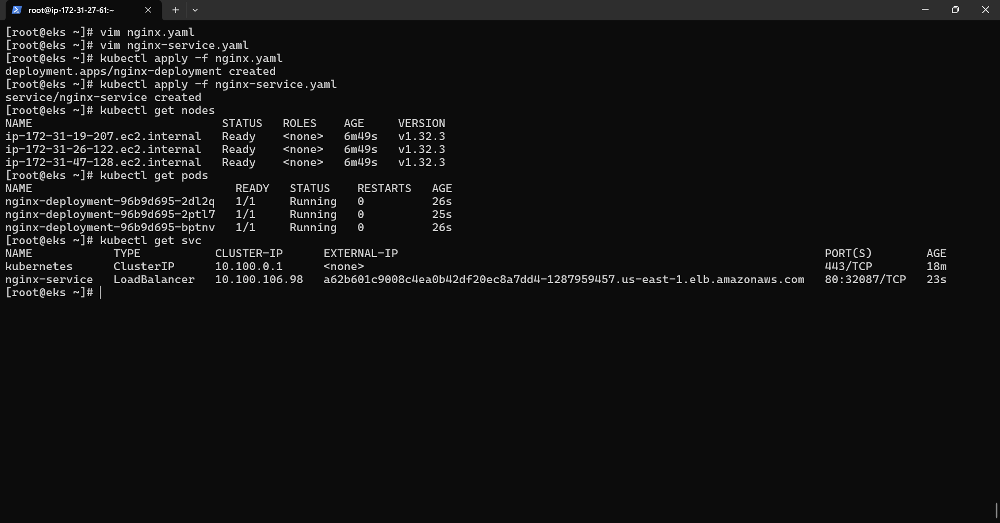 root@ip-172-31-27-61:~
[root@eks ~]# vim nginx.yaml
[root@eks ~]# vim nginx-service.yaml
[root@eks ~]# kubectl apply -f nginx.yaml
deployment.apps/nginx-deployment created
[root@eks ~]# kubectl apply -f nginx-service.yaml
service/nginx-service created
[root@eks ~]# kubectl get nodes
NAME                            STATUS   ROLES    AGE     VERSION
ip-172-31-19-207.ec2.internal   Ready    <none>   6m49s   v1.32.3
ip-172-31-26-122.ec2.internal   Ready    <none>   6m49s   v1.32.3
ip-172-31-47-128.ec2.internal   Ready    <none>   6m49s   v1.32.3
[root@eks ~]# kubectl get pods
NAME                              READY   STATUS    RESTARTS   AGE
nginx-deployment-96b9d695-2dl2q   1/1     Running   0          26s
nginx-deployment-96b9d695-2ptl7   1/1     Running   0          25s
nginx-deployment-96b9d695-bptnv   1/1     Running   0          26s
[root@eks ~]# kubectl get svc
NAME            TYPE           CLUSTER-IP      EXTERNAL-IP                                                               PORT(S)        AGE
kubernetes      ClusterIP      10.100.0.1      <none>                                                                    443/TCP        18m
nginx-service   LoadBalancer   10.100.106.98   a62b601c9008c4ea0b42df20ec8a7dd4-1287959457.us-east-1.elb.amazonaws.com   80:32087/TCP   23s
[root@eks ~]#